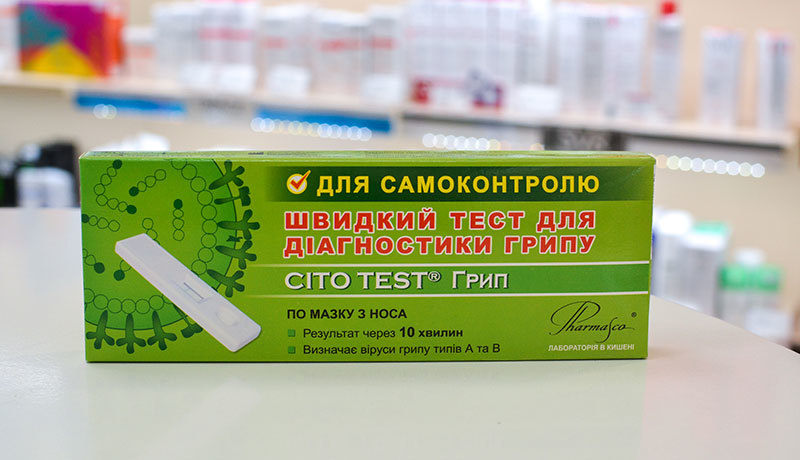 ДЛЯ САМОКОНТРОЛЮ
ШВИДКИЙ ТЕСТ ДЛЯ
ДІАГНОСТИКИ ГРИПУ
CITO TEST® Грип
ПО МАЗКУ З НОСА
Результат через 10 хвилин
Визначає віруси грипу типів А та В
Pharmasco®
ЛАБОРАТОРІЯ В КИШЕНІ